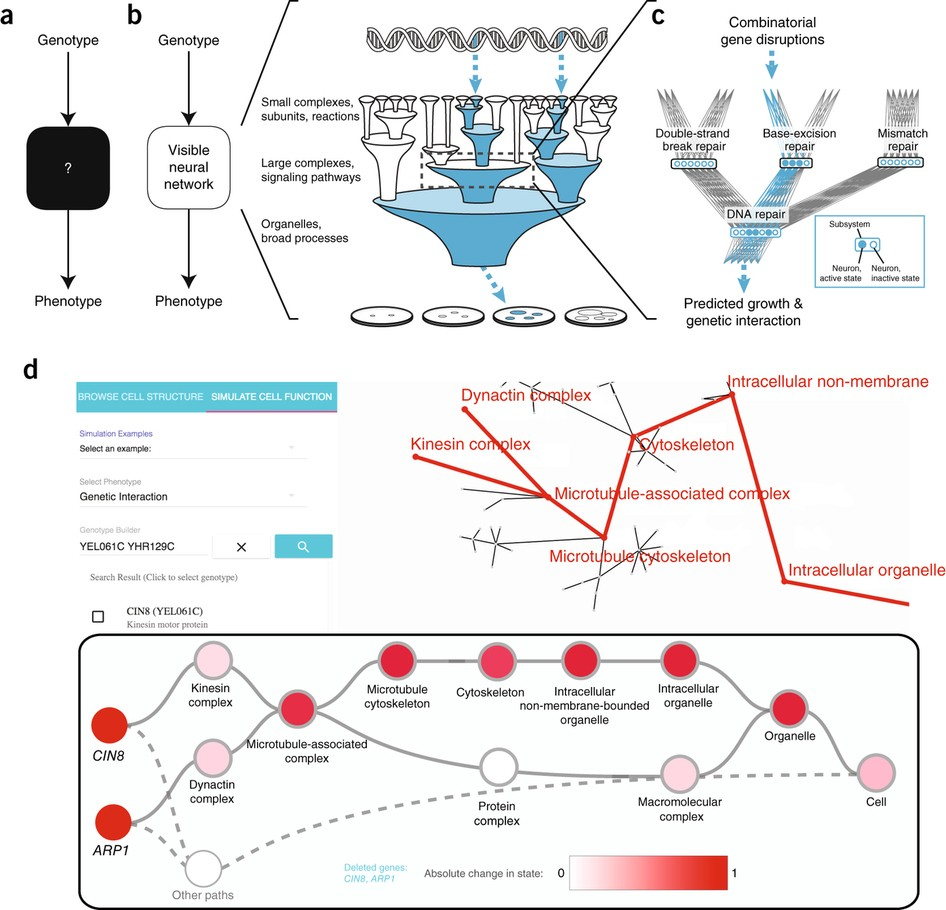 a
Genotype
?
Phenotype
b
Genotype
Visible
neural
network
Phenotype
Small complexes,
subunits, reactions
Large complexes,
signaling pathways
Organelles,
broad processes
c
Combinatorial
gene disruptions
Double-strand
break repair
Base-excision
repair
Mismatch
repair
DNA repair
Subsystem
Neuron,
active state
Neuron,
inactive state
Predicted growth &
genetic interaction
d
BROWSE CELL STRUCTURE SIMULATE CELL FUNCTION
Simulation Examples
Select an example:
Select Phenotype
Genetic Interaction
Genotype Builder
YEL061C YHR129C
Search Result (Click to select genotype)
CIN8 (YEL061C)
Kinesin motor protein
Intracellular non-membrane
Dynactin complex
Kinesin complex
Cytoskeleton
Microtubule-associated complex
Microtubule cytoskeleton
Intracellular organelle
Kinesin
complex
Microtubule
cytoskeleton
Cytoskeleton
Intracellular
non-membrane-bounded
organelle
Intracellular
organelle
CIN8
Microtubule-associated
complex
Organelle
Dynactin
complex
Protein
complex
Macromolecular
complex
Cell
ARP1
Other paths
Deleted genes:
CIN8, ARP1
Absolute change in state: 0 1